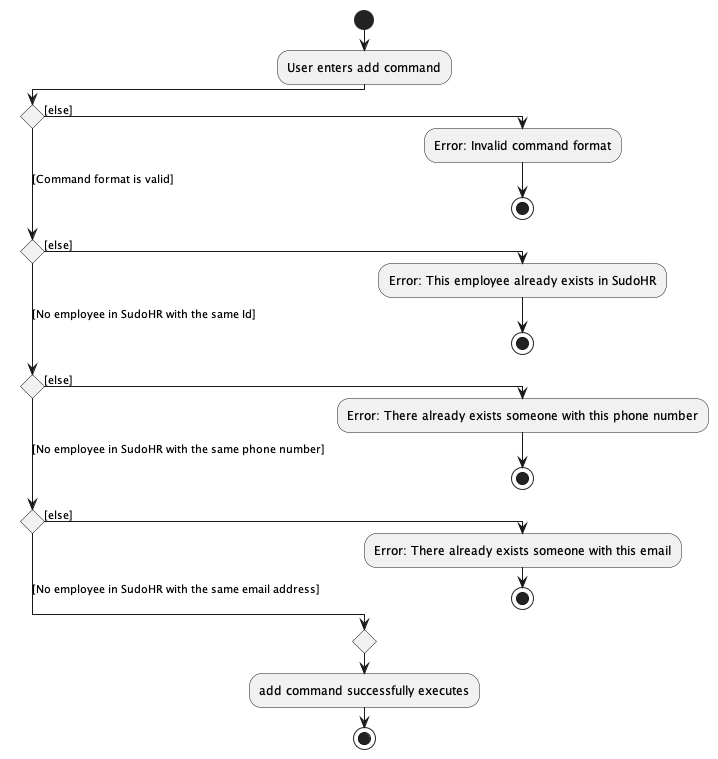 User enters add command
[else]
Error: Invalid command format
[Command format is valid]
[else]
Error: This employee already exists in SudoHR
[No employee in SudoHR with the same Id]
[else]
Error: There already exists someone with this phone number
[No employee in SudoHR with the same phone number]
[else]
Error: There already exists someone with this email
[No employee in SudoHR with the same email address]
add command successfully executes